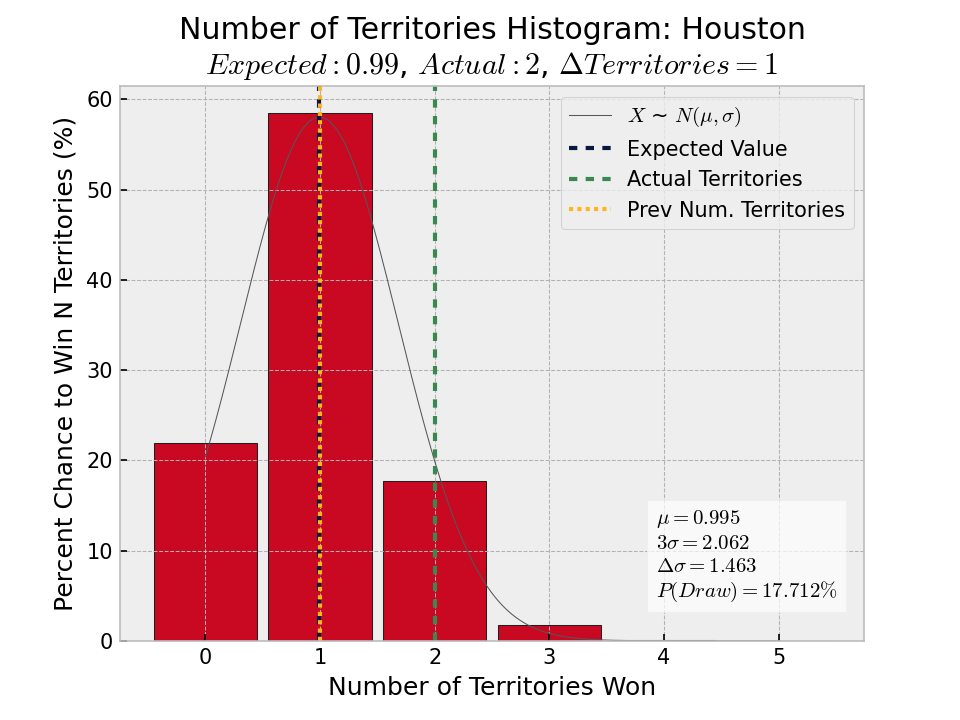 Number of Territories Histogram: Houston
Expected : 0.99, Actual : 2, ΔTerritories = 1
Percent Chance to Win N Territories (%)
60
50
40
30
20
10
0
X ~ N(μ, σ)
Expected Value
Actual Territories
Prev Num. Territories
μ = 0.995
3σ = 2.062
Δσ = 1.463
P(Draw) = 17.712%
0 1 2 3 4 5
Number of Territories Won